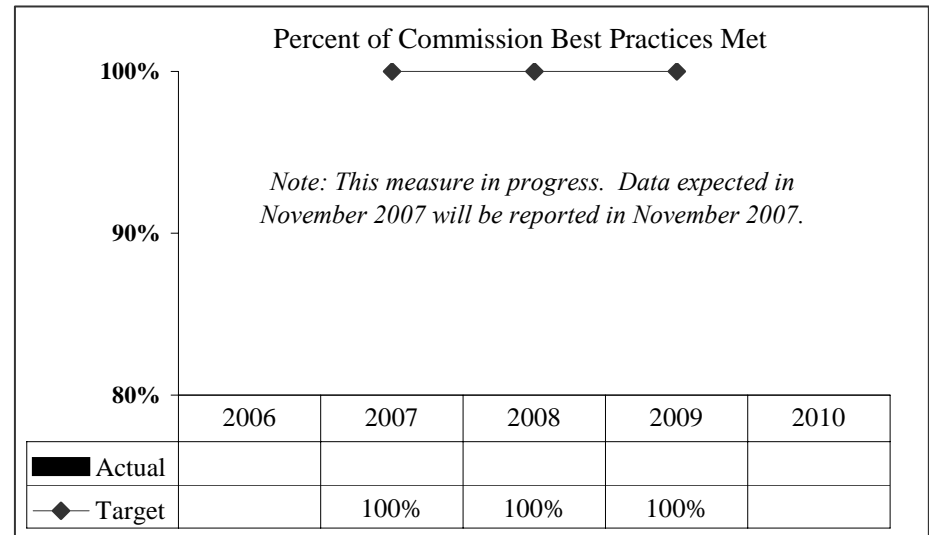 Percent of Commission Best Practices Met
100%
Note: This measure in progress. Data expected in
November 2007 will be reported in November 2007.
90%
80%
2006 2007 2008 2009 2010
Actual
Target 100% 100% 100%